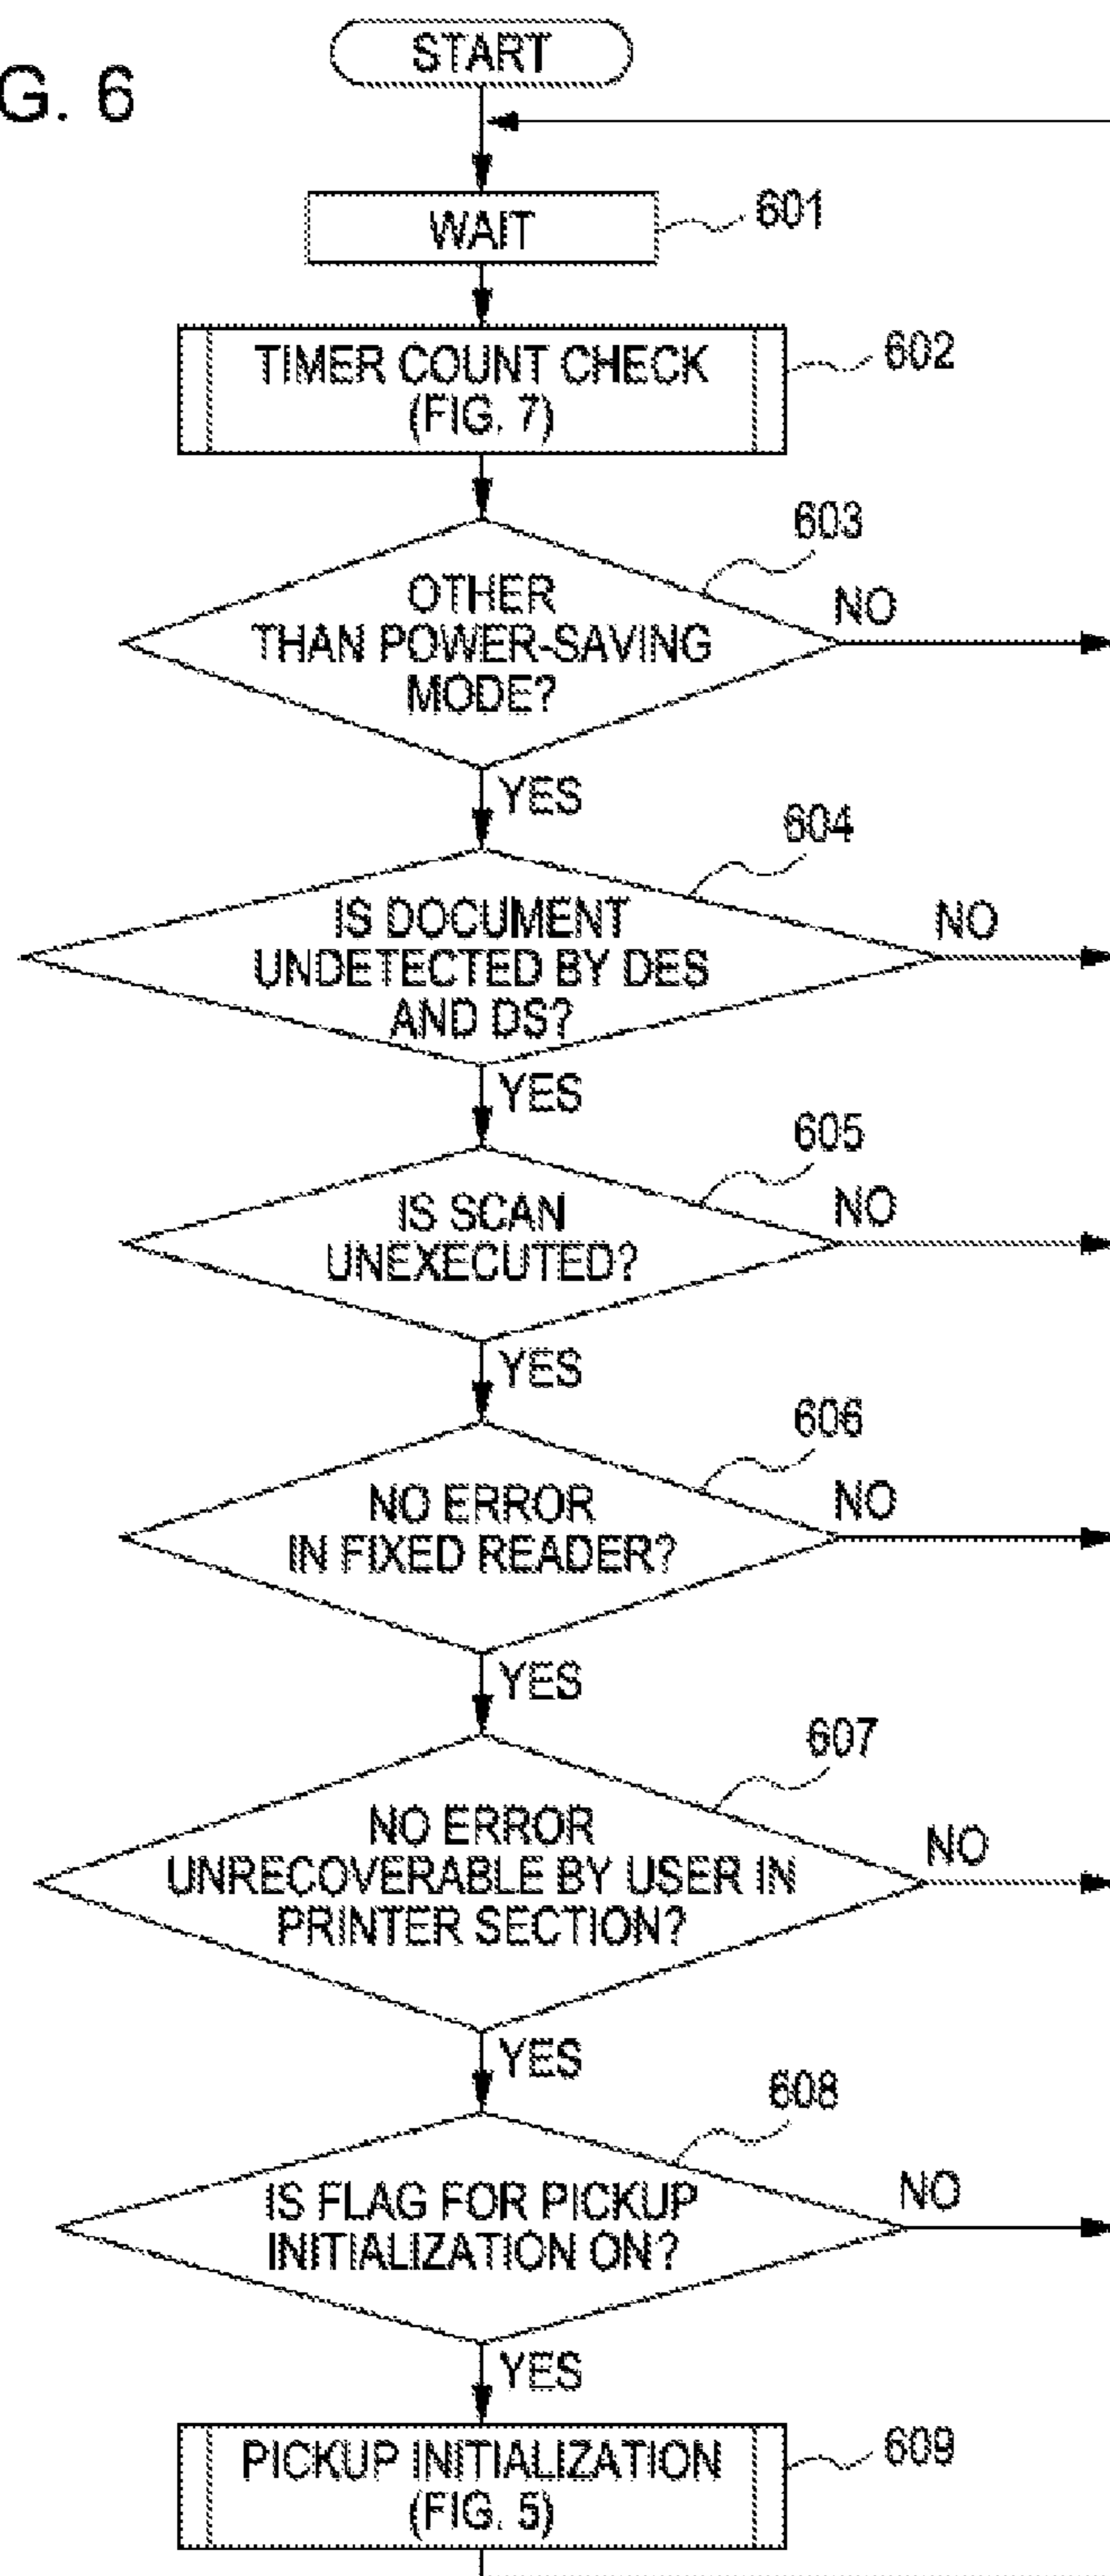 G. 6
START
WAIT
601
TIMER COUNT CHECK
(FIG. 7)
602
603
OTHER
THAN POWER-SAVING
MODE?
NO
YES
604
IS DOCUMENT
UNDETECTED BY DES
AND DS?
NO
YES
605
IS SCAN
UNEXECUTED?
NO
YES
606
NO ERROR
IN FIXED READER?
NO
YES
607
NO ERROR
UNRECOVERABLE BY USER IN
PRINTER SECTION?
NO
YES
608
IS FLAG FOR PICKUP
INITIALIZATION ON?
NO
YES
PICKUP INITIALIZATION
(FIG. 5)
609